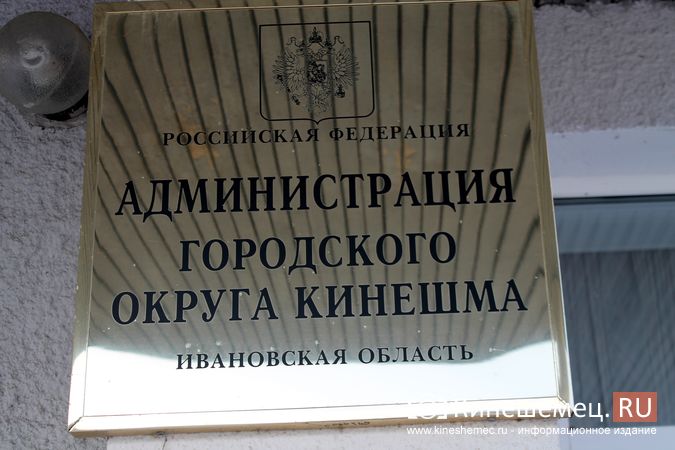 РОССИЙСКАЯ ФЕДЕРАЦИЯ
АДМИНИСТРАЦИЯ
ГОРОДСКОГО
ОКРУГА КИНЕШМА
ИВАНОВСКАЯ ОБЛАСТЬ
Кинешемец.RU
www.kineshemec.ru - информационное издание